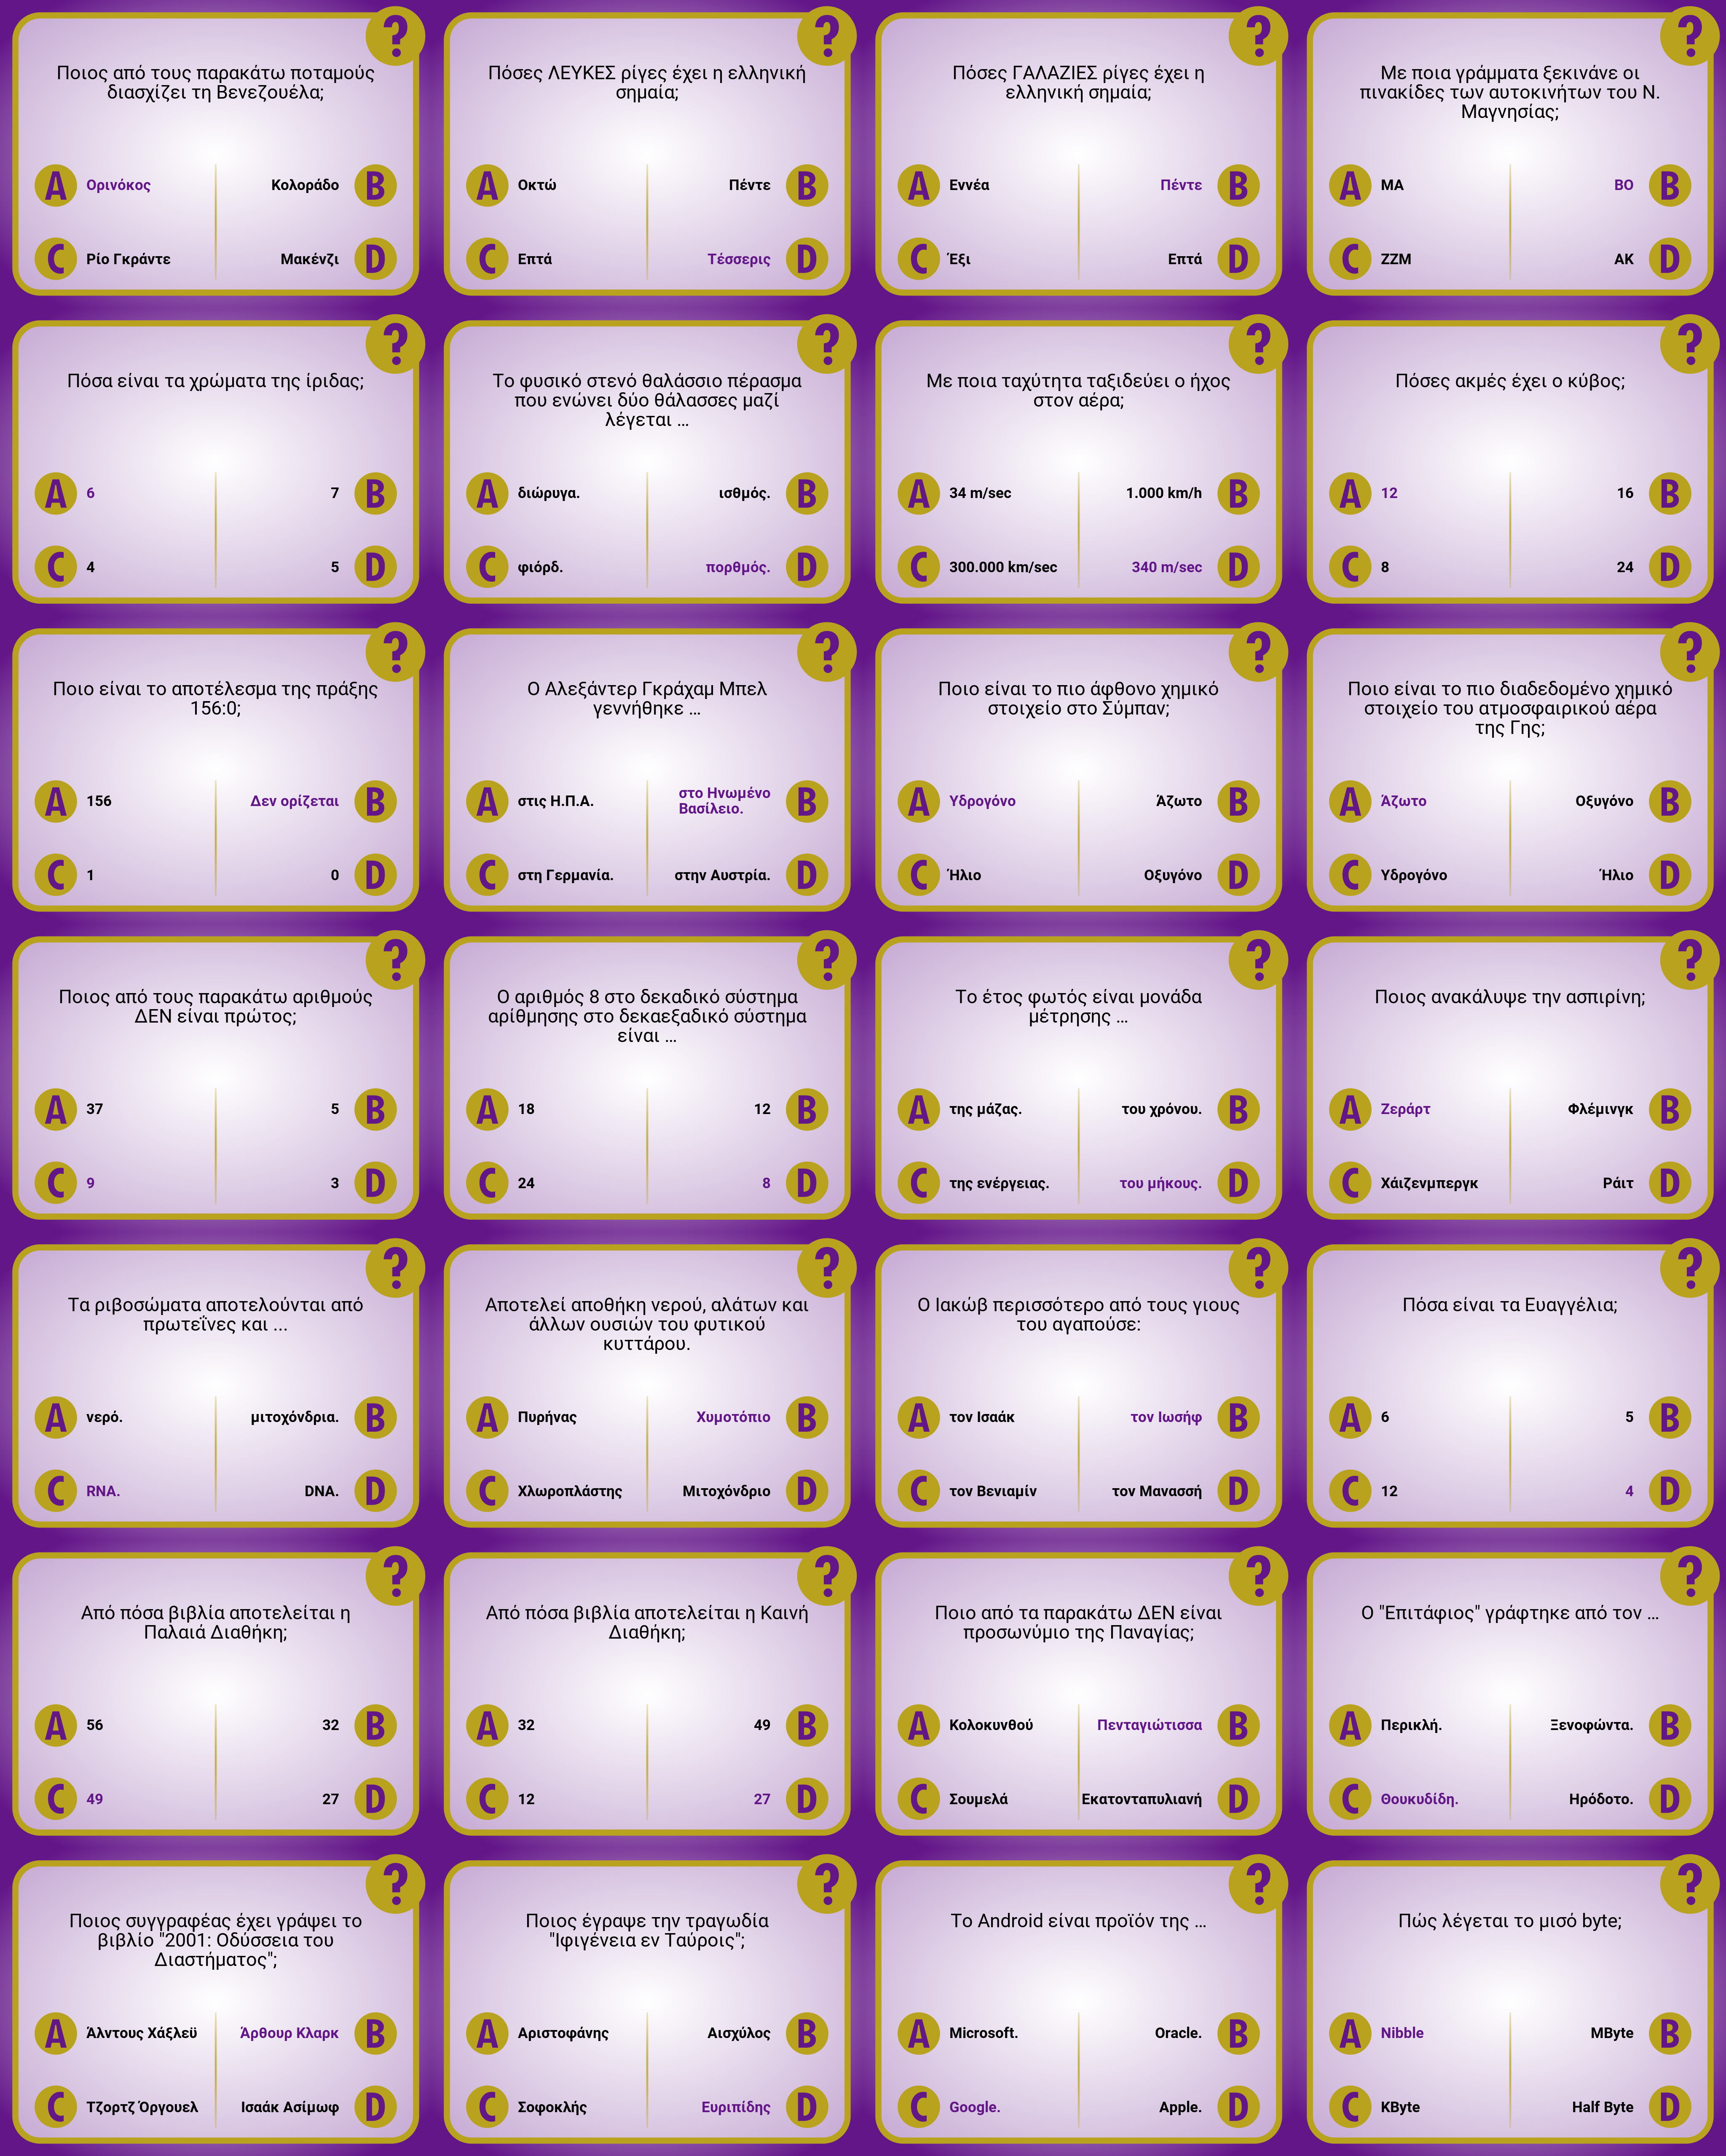 ?
Ποιος από τους παρακάτω ποταμούς
διασχίζει τη Βενεζουέλα;
A Ορινόκος
Κολοράδο B
C Ρίο Γκράντε
Μακένζι D
?
Πόσες ΛΕΥΚΕΣ ρίγες έχει η ελληνική
σημαία;
A Οκτώ
Πέντε B
C Επτά
Τέσσερις D
?
Πόσες ΓΑΛΑΖΙΕΣ ρίγες έχει η
ελληνική σημαία;
A Εννέα
Πέντε B
C Έξι
Επτά D
?
Με ποια γράμματα ξεκινάνε οι
πινακίδες των αυτοκινήτων του Ν.
Μαγνησίας;
A ΜΑ
ΒΟ B
C ΖΖΜ
ΑΚ D
?
Πόσα είναι τα χρώματα της ίριδας;
A 6
7 B
C 4
5 D
?
Το φυσικό στενό θαλάσσιο πέρασμα
που ενώνει δύο θάλασσες μαζί
λέγεται ...
A διώρυγα.
ισθμός. B
C φιόρδ.
πορθμός. D
?
Με ποια ταχύτητα ταξιδεύει ο ήχος
στον αέρα;
A 34 m/sec
1.000 km/h B
C 300.000 km/sec
340 m/sec D
?
Πόσες ακμές έχει ο κύβος;
A 12
16 B
C 8
24 D
?
Ποιο είναι το αποτέλεσμα της πράξης
156:0;
A 156
Δεν ορίζεται B
C 1
0 D
?
Ο Αλεξάντερ Γκράχαμ Μπελ
γεννήθηκε ...
A στις Η.Π.Α.
στο Ηνωμένο
Βασίλειο. B
C στη Γερμανία.
στην Αυστρία. D
?
Ποιο είναι το πιο άφθονο χημικό
στοιχείο στο Σύμπαν;
A Υδρογόνο
Άζωτο B
C Ήλιο
Οξυγόνο D
?
Ποιο είναι το πιο διαδεδομένο χημικό
στοιχείο του ατμοσφαιρικού αέρα
της Γης;
A Άζωτο
Οξυγόνο B
C Υδρογόνο
Ήλιο D
?
Ποιος από τους παρακάτω αριθμούς
ΔΕΝ είναι πρώτος;
A 37
5 B
C 9
3 D
?
Ο αριθμός 8 στο δεκαδικό σύστημα
αρίθμησης στο δεκαεξαδικό σύστημα
είναι ...
A 18
12 B
C 24
8 D
?
Το έτος φωτός είναι μονάδα
μέτρησης ...
A της μάζας.
του χρόνου. B
C της ενέργειας.
του μήκους. D
?
Ποιος ανακάλυψε την ασπιρίνη;
A Ζεράρτ
Φλέμινγκ B
C Χάιζενμπεργκ
Ράιτ D
?
Τα ριβοσώματα αποτελούνται από
πρωτεΐνες και ...
A νερό.
μιτοχόνδρια. B
C RNA.
DNA. D
?
Αποτελεί αποθήκη νερού, αλάτων και
άλλων ουσιών του φυτικού
κυττάρου.
A Πυρήνας
Χυμοτόπιο B
C Χλωροπλάστης
Μιτοχόνδριο D
?
Ο Ιακώβ περισσότερο από τους γιους
του αγαπούσε:
A τον Ισαάκ
τον Ιωσήφ B
C τον Βενιαμίν
τον Μανασσή D
?
Πόσα είναι τα Ευαγγέλια;
A 6
5 B
C 12
4 D
?
Από πόσα βιβλία αποτελείται η
Παλαιά Διαθήκη;
A 56
32 B
C 49
27 D
?
Από πόσα βιβλία αποτελείται η Καινή
Διαθήκη;
A 32
49 B
C 12
27 D
?
Ποιο από τα παρακάτω ΔΕΝ είναι
προσωνύμιο της Παναγίας;
A Κολοκυνθού
Πενταγιώτισσα B
C Σουμελά
Εκατονταπυλιανή D
?
Ο "Επιτάφιος" γράφτηκε από τον ...
A Περικλή.
Ξενοφώντα. B
C Θουκυδίδη.
Ηρόδοτο. D
?
Ποιος συγγραφέας έχει γράψει το
βιβλίο "2001: Οδύσσεια του
Διαστήματος";
A Άλντους Χάξλεϋ
Άρθουρ Κλαρκ B
C Τζορτζ Όργουελ
Ισαάκ Ασίμωφ D
?
Ποιος έγραψε την τραγωδία
"Ιφιγένεια εν Ταύροις";
A Αριστοφάνης
Αισχύλος B
C Σοφοκλής
Ευριπίδης D
?
Το Android είναι προϊόν της ...
A Microsoft.
Oracle. B
C Google.
Apple. D
?
Πώς λέγεται το μισό byte;
A Nibble
MByte B
C KByte
Half Byte D